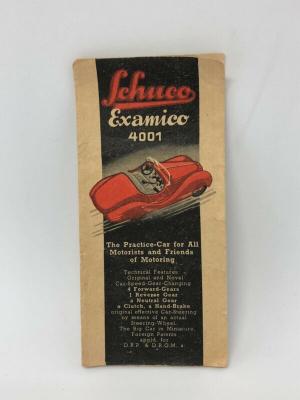 Schuco
Examico
4001
The Practice-Car for All
Motorists and Friends
of Motoring
Technical Features
Original and Novel
Car-Speed-Gear-Changing
4 Forward-Gears
1 Reverse Gear
a Neutral Gear
a Clutch, a Hand-Brake
original effective Car-Steering
by means of an actual
Steering-Wheel.
The Big Car in Miniature.
Foreign Patents
appld. for
D.R.P. & D.R.G.M. a.